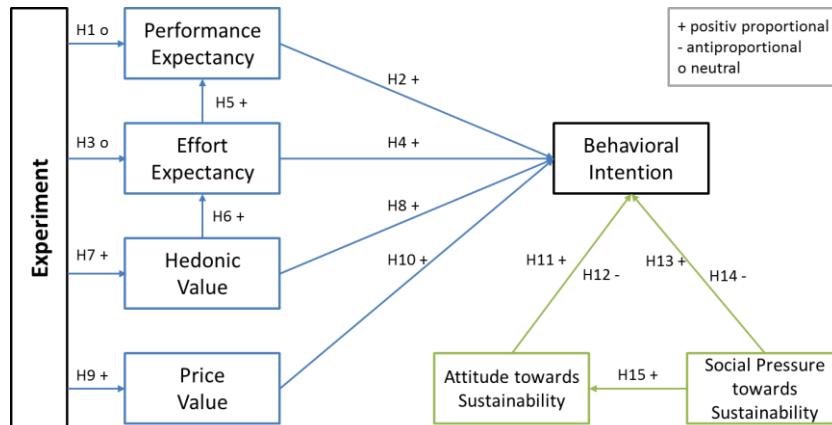 H1 o
Performance
Expectancy
+ positiv proportional
- antiproportional
o neutral
H2 +
H5 +
Experiment
H3 o
Effort
Expectancy
H4 +
Behavioral
Intention
H6 +
H8 +
H7 +
Hedonic
Value
H10 +
H11 +
H12 -
H13 +
H14 -
H9 +
Price
Value
Attitude towards
Sustainability
H15 +
Social Pressure
towards
Sustainability